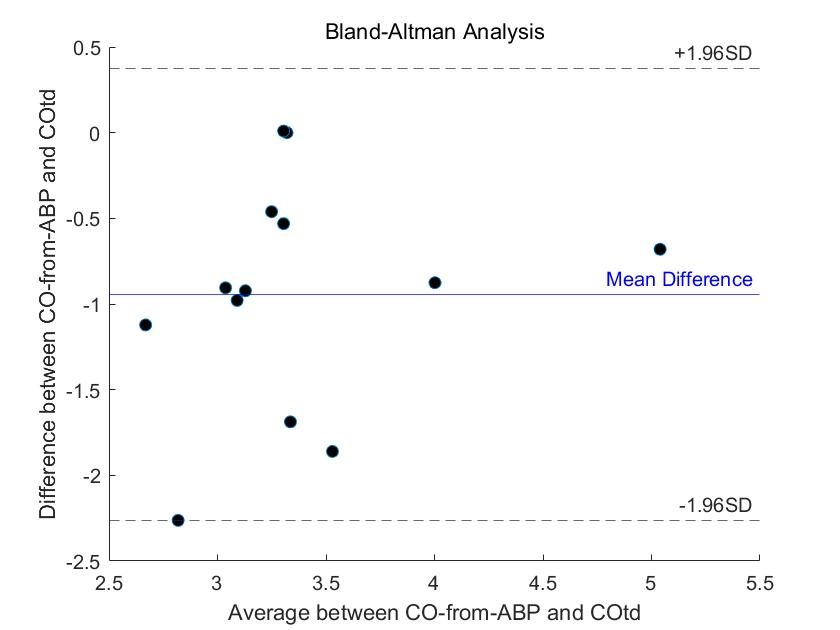 Bland-Altman Analysis
+1.96SD
Mean Difference
-1.96SD
0.5
0
-0.5
-1
-1.5
-2
-2.5
Difference between CO-from-ABP and COtd
2.5 3 3.5 4 4.5 5 5.5
Average between CO-from-ABP and COtd